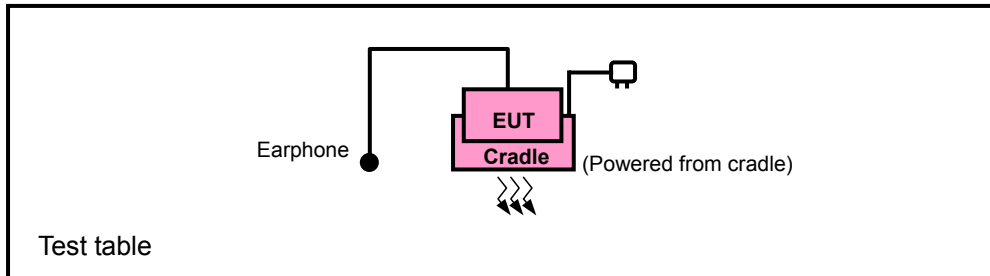 EUT
Earphone
Cradle
(Powered from cradle)
Test table